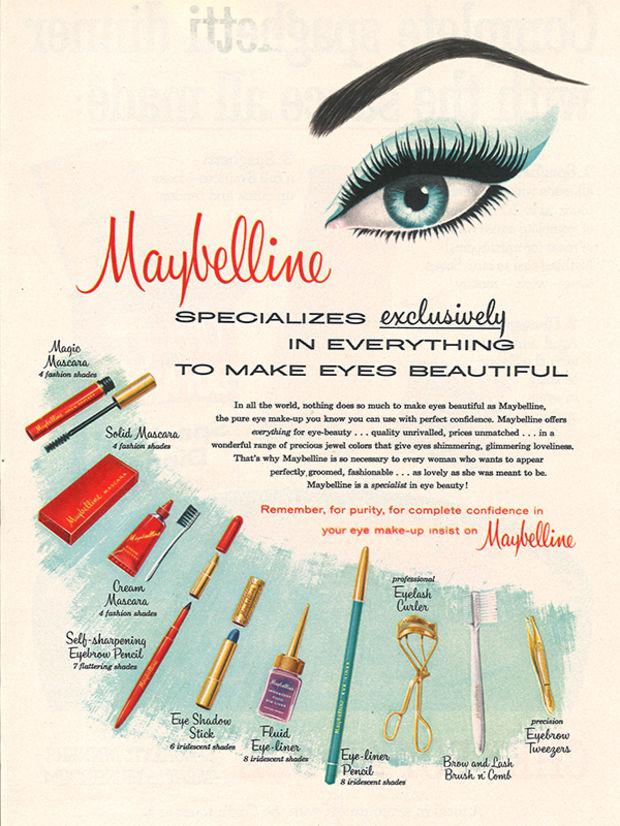 Maybelline
SPECIALIZES exclusively
IN EVERYTHING
TO MAKE EYES BEAUTIFUL
In all the world, nothing does so much to make eyes beautiful as Maybelline,
the pure eye make-up you know you can use with perfect confidence. Maybelline offers
everything for eye-beauty . . . quality unrivalled, prices unmatched . . . in a
wonderful range of precious jewel colors that give eyes shimmering, glimmering loveliness.
That's why Maybelline is so necessary to every woman who wants to appear
perfectly groomed, fashionable . . . as lovely as she was meant to be.
Maybelline is a specialist in eye beauty!
Remember, for purity, for complete confidence in
your eye make-up insist on Maybelline
Magic
Mascara
4 fashion shades
Solid Mascara
4 fashion shades
Maybelline MASCARA
Maybelline
Cream
Mascara
4 fashion shades
Self-sharpening
Eyebrow Pencil
7 flattering shades
Maybelline
Eye Shadow
Stick
6 iridescent shades
Maybelline
Fluid
Eye-liner
8 iridescent shades
Eye-liner
Pencil
8 iridescent shades
professional
Eyelash
Curler
Brow and Lash
Brush n' Comb
precision
Eyebrow
Tweezers